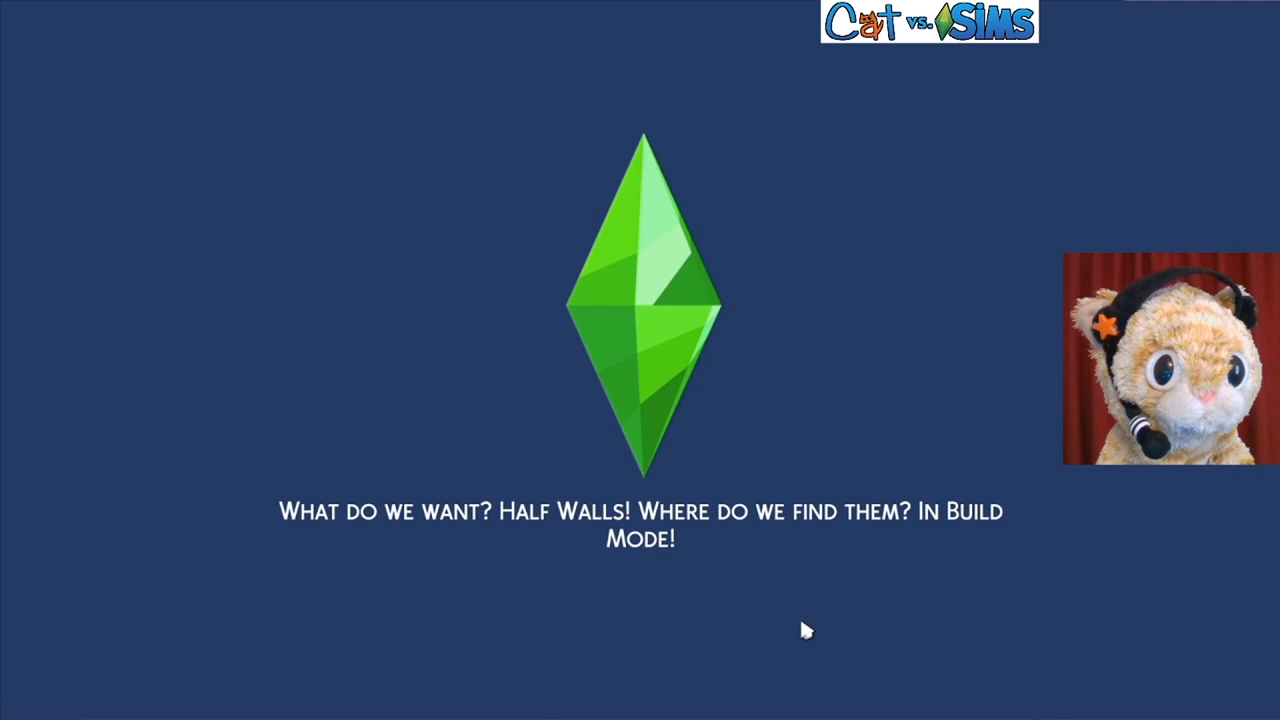 Cat vs. SiMS
WHAT DO WE WANT? HALF WALLS! WHERE DO WE FIND THEM? IN BUILD
MODE!